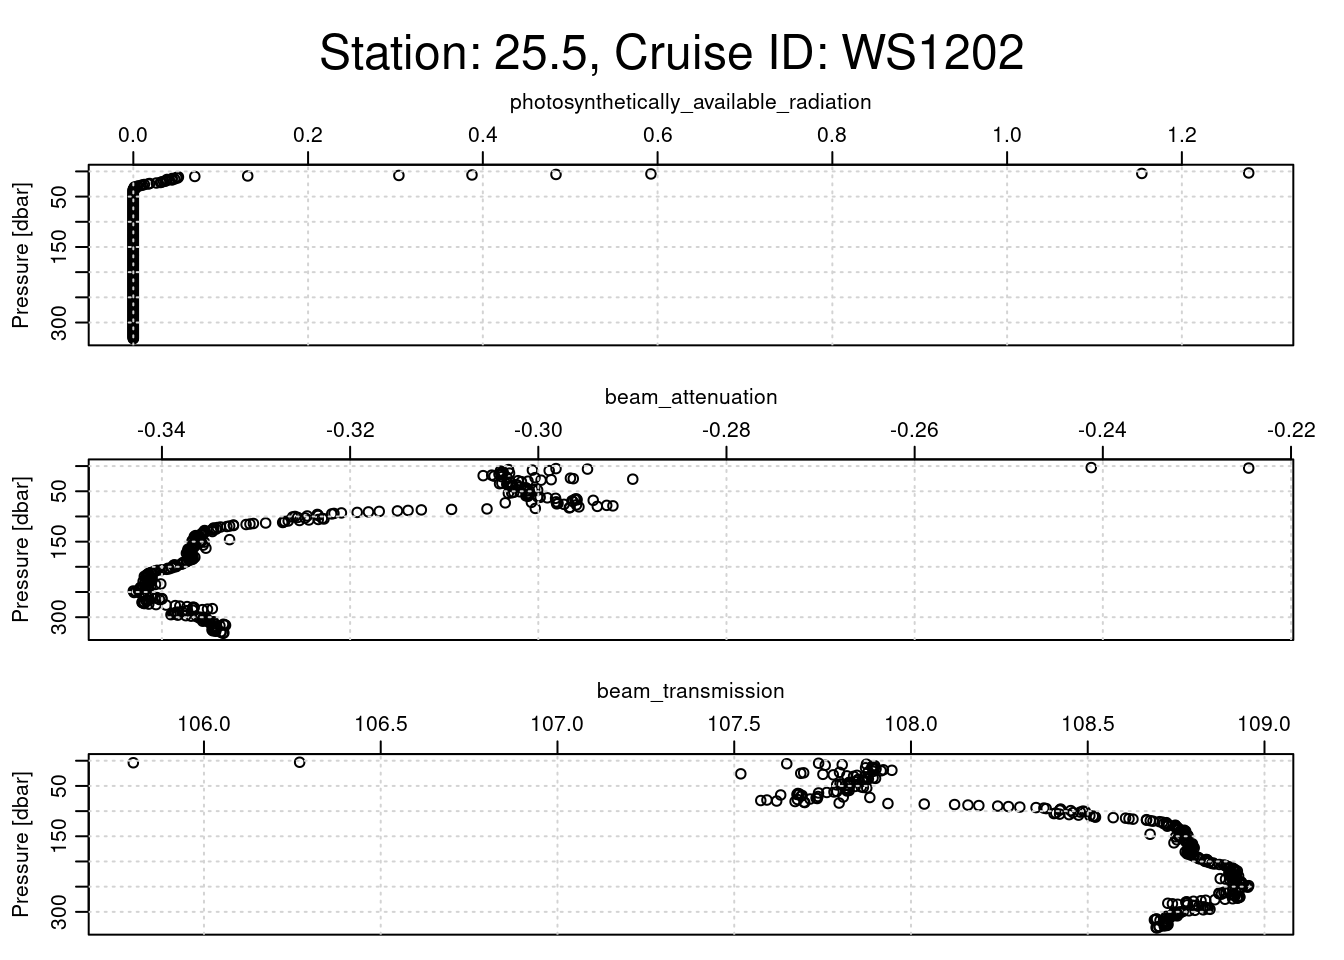 Station: 25.5, Cruise ID: WS1202
photosynthetically_available_radiation
0.0 0.2 0.4 0.6 0.8 1.0 1.2
Pressure [dbar]
50
150
300
beam_attenuation
-0.34 -0.32 -0.30 -0.28 -0.26 -0.24 -0.22
Pressure [dbar]
50
150
300
beam_transmission
106.0 106.5 107.0 107.5 108.0 108.5 109.0
Pressure [dbar]
50
150
300